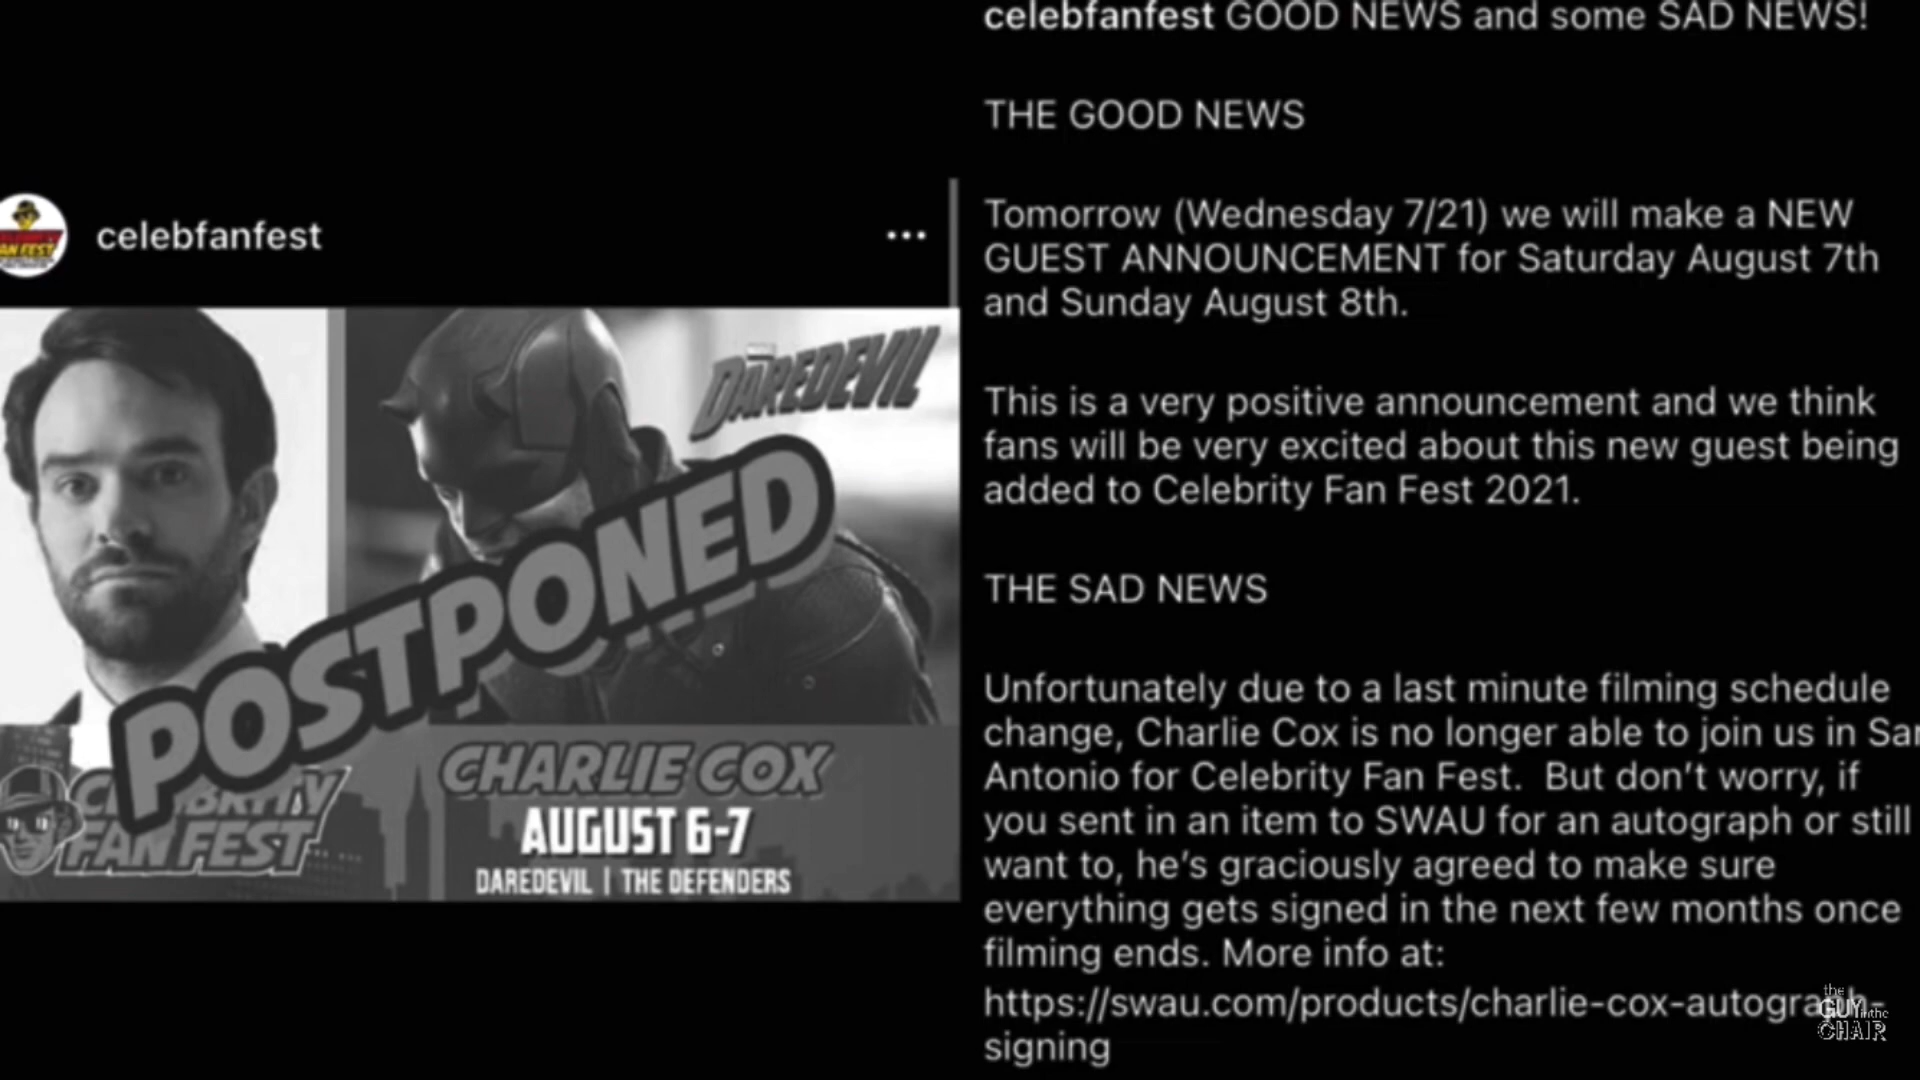 celebfanfest
DAREDEVIL
POSTPONED
CELEBRITY
FAN FEST
CHARLIE COX
AUGUST 6-7
DAREDEVIL | THE DEFENDERS
celebfanfest GOOD NEWS and some SAD NEWS!
THE GOOD NEWS
Tomorrow (Wednesday 7/21) we will make a NEW
GUEST ANNOUNCEMENT for Saturday August 7th
and Sunday August 8th.
This is a very positive announcement and we think
fans will be very excited about this new guest being
added to Celebrity Fan Fest 2021.
THE SAD NEWS
Unfortunately due to a last minute filming schedule
change, Charlie Cox is no longer able to join us in San
Antonio for Celebrity Fan Fest. But don't worry, if
you sent in an item to SWAU for an autograph or still
want to, he's graciously agreed to make sure
everything gets signed in the next few months once
filming ends. More info at:
https://swau.com/products/charlie-cox-autograph-
signing
the
GUY in the
CHAIR